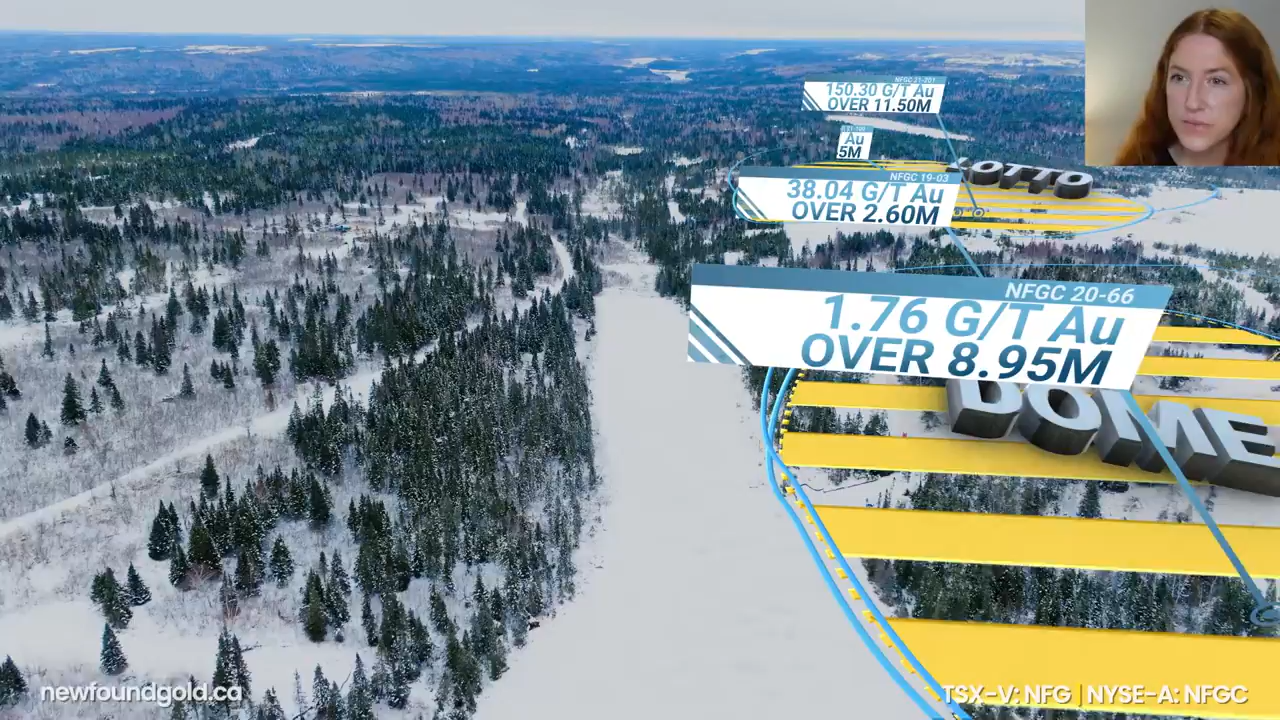 NFGC 21-201
150.30 G/T Au
OVER 11.50M
Au
5M
NFGC 19-03
38.04 G/T Au
OVER 2.60M
LOTTO
NFGC 20-66
1.76 G/T Au
OVER 8.95M
DOME
newfoundgold.ca
TSX-V: NFG | NYSE-A: NFGC